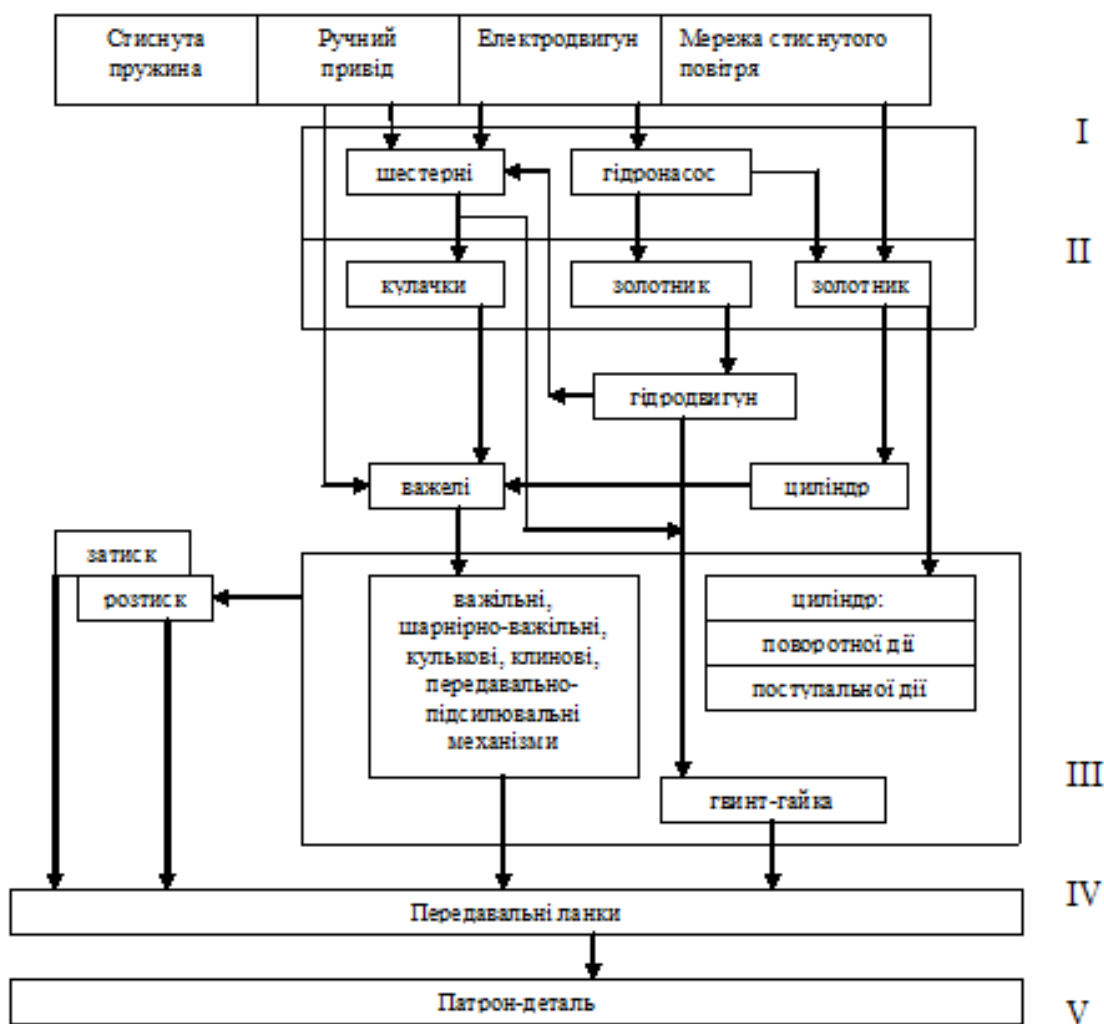 Стиснута
пружина
Ручний
привід
Електродвигун
Мережа стиснутого
повітря
I
шестерні
гідронасос
II
кулачки
золотник
золотник
гідродвигун
важелі
циліндр
затиск
розтиск
важільні,
шарнірно-важільні,
кулькові, клинові,
передавально-
підсилювальні
механізми
циліндр:
поворотної дії
поступальної дії
III
гвинт-гайка
IV
Передавальні ланки
Патрон-деталь
V